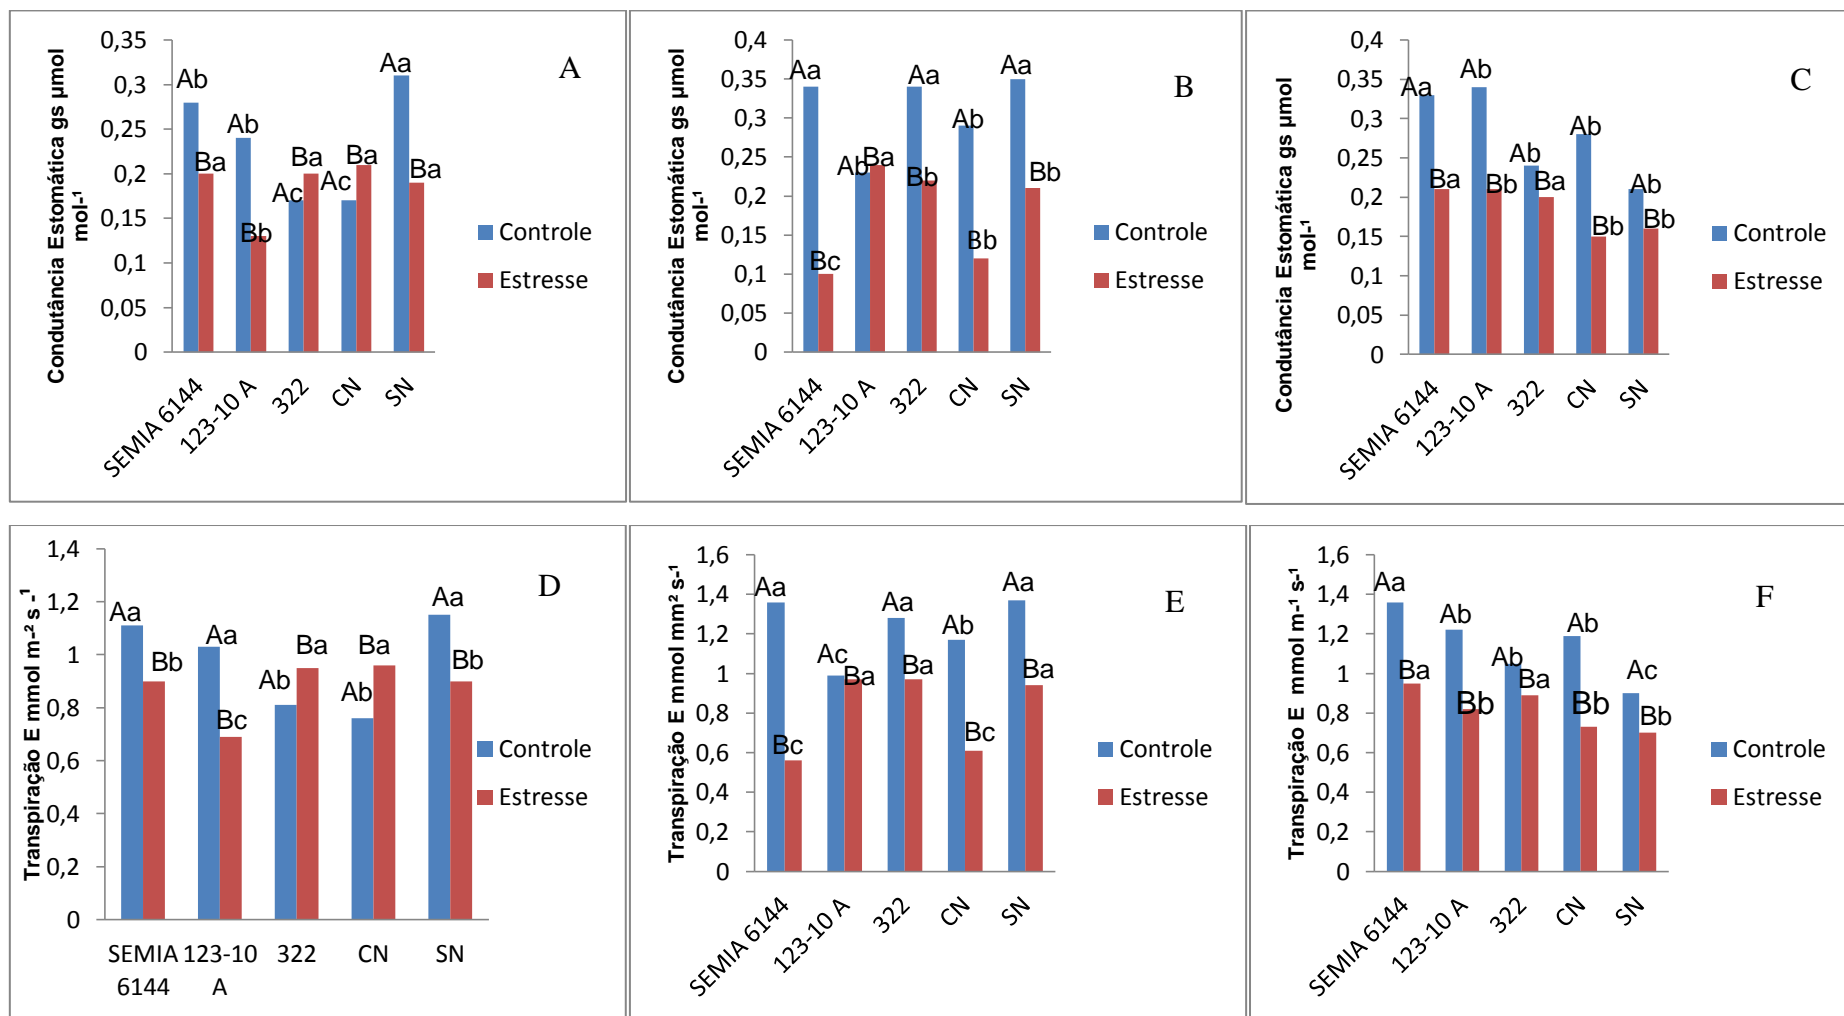 A
Condutância Estomática gs µmol
mol-¹
0,35
0,3
0,25
0,2
0,15
0,1
0,05
0
Ab
Ba
Ab
Bb
Ac
Ba
Ac
Ba
Aa
Ba
SEMIA 6144
123-10 A
322
CN
SN
Controle
Estresse
B
Condutância Estomática gs µmol
mol-¹
0,4
0,35
0,3
0,25
0,2
0,15
0,1
0,05
0
Aa
Bc
Ab
Ba
Aa
Bb
Ab
Bb
Aa
Bb
SEMIA 6144
123-10 A
322
CN
SN
Controle
Estresse
C
Condutância Estomática gs µmol
mol-¹
0,4
0,35
0,3
0,25
0,2
0,15
0,1
0,05
0
Aa
Ba
Ab
Bb
Ab
Ba
Ab
Bb
Ab
Bb
SEMIA 6144
123-10 A
322
CN
SN
Controle
Estresse
D
Transpiração E mmol m-² s -¹
1,4
1,2
1
0,8
0,6
0,4
0,2
0
Aa
Bb
Aa
Bc
Ab
Ba
Ab
Ba
Aa
Bb
SEMIA 123-10 322 CN SN
6144 A
Controle
Estresse
E
Transpiração E mmol mm² s-¹
1,6
1,4
1,2
1
0,8
0,6
0,4
0,2
0
Aa
Bc
Ac
Ba
Aa
Ba
Ab
Bc
Aa
Ba
SEMIA 6144
123-10 A
322
CN
SN
Controle
Estresse
F
Transpiração E mmol m-¹ s-¹
1,6
1,4
1,2
1
0,8
0,6
0,4
0,2
0
Aa
Ba
Ab
Bb
Ab
Ba
Ab
Bb
Ac
Bb
SEMIA 6144
123-10 A
322
CN
SN
Controle
Estresse